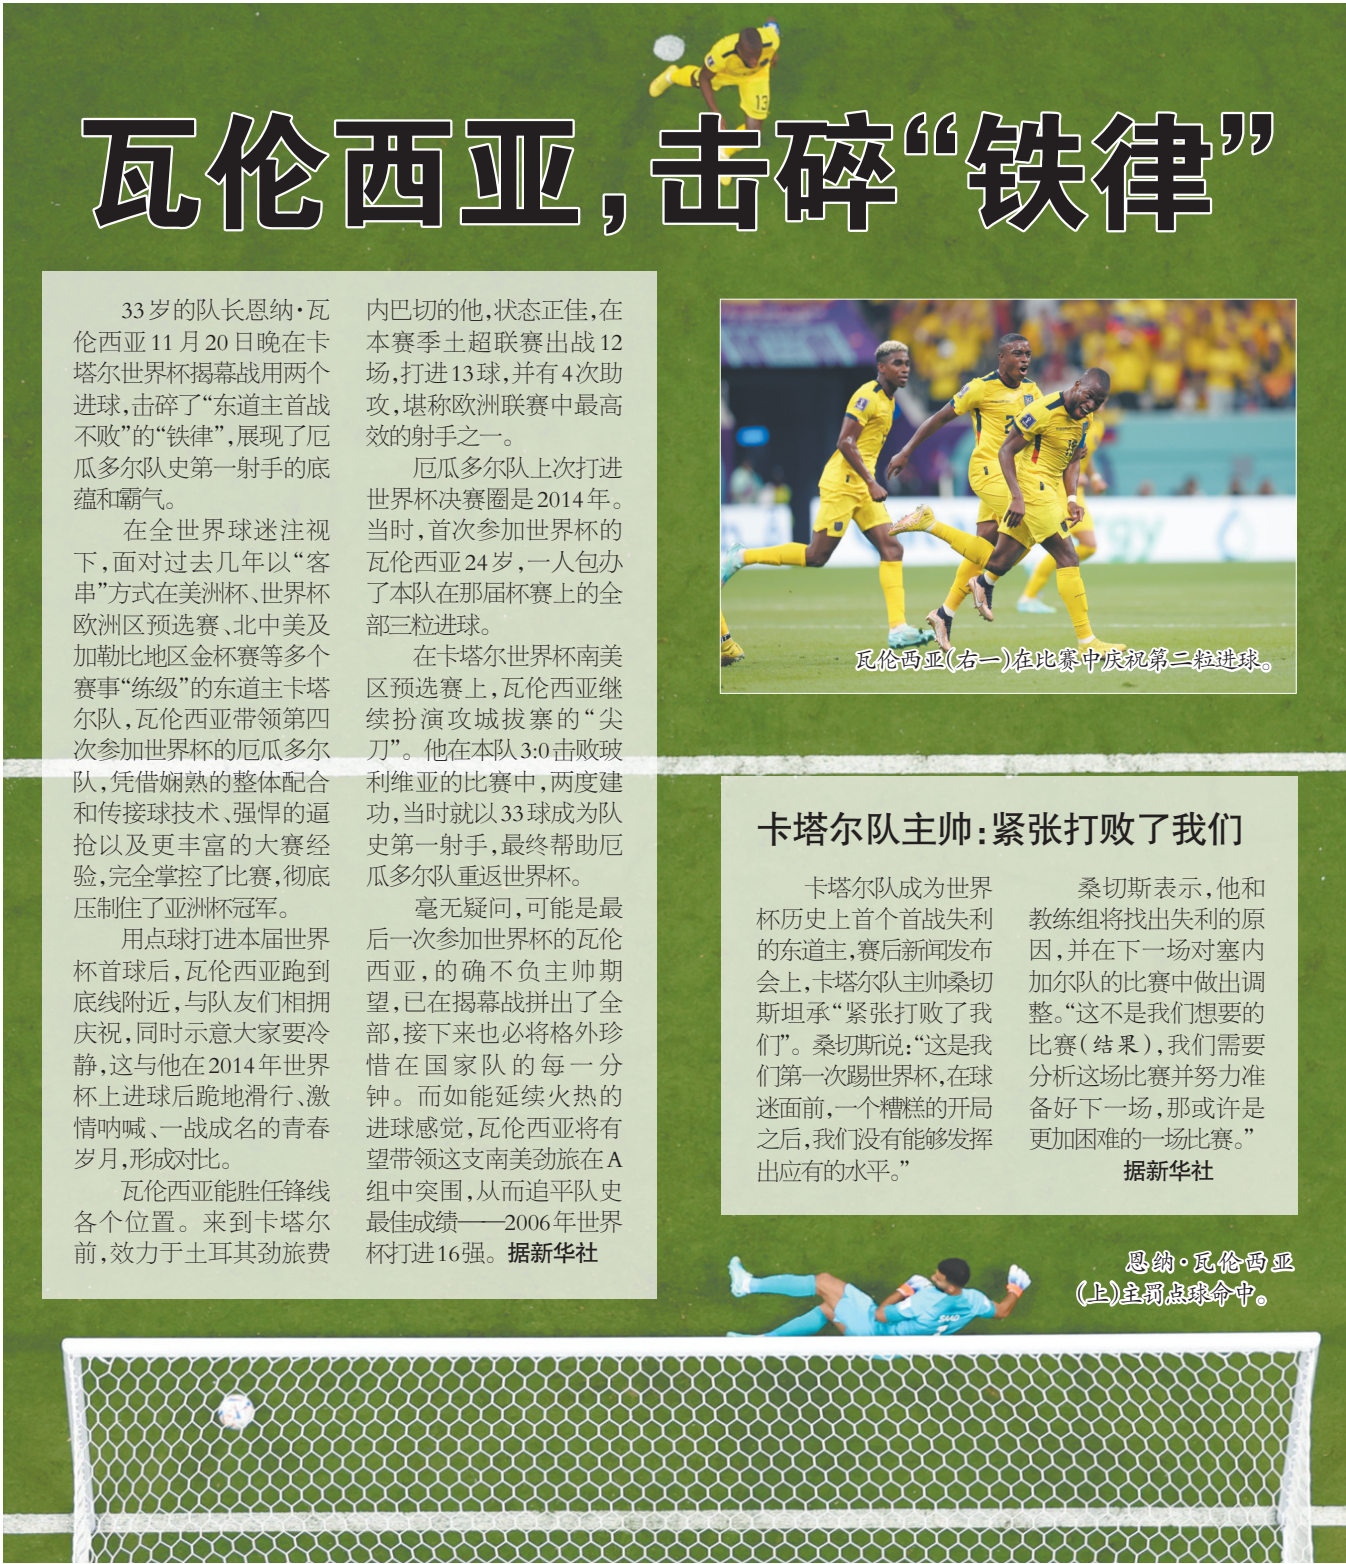 瓦伦西亚，击碎“铁律”
33岁的队长恩纳·瓦
伦西亚11月20日晚在卡
塔尔世界杯揭幕战用两个
进球，击碎了“东道主首战
不败”的“铁律”，展现了厄
瓜多尔队史第一射手的底
蕴和霸气。
在全世界球迷注视
下，面对过去几年以“客
串”方式在美洲杯、世界杯
欧洲区预选赛、北中美及
加勒比地区金杯赛等多个
赛事“练级”的东道主卡塔
尔队，瓦伦西亚带领第四
次参加世界杯的厄瓜多尔
队，凭借娴熟的整体配合
和传接球技术、强悍的逼
抢以及更丰富的大赛经
验，完全掌控了比赛，彻底
压制住了亚洲杯冠军。
用点球打进本届世界
杯首球后，瓦伦西亚跑到
底线附近，与队友们相拥
庆祝，同时示意大家要冷
静，这与他在2014年世界
杯上进球后跪地滑行、激
情呐喊、一战成名的青春
岁月，形成对比。
瓦伦西亚能胜任锋线
各个位置。来到卡塔尔
前，效力于土耳其劲旅费
内巴切的他，状态正佳，在
本赛季土超联赛出战12
场，打进13球，并有4次助
攻，堪称欧洲联赛中最高
效的射手之一。
厄瓜多尔队上次打进
世界杯决赛圈是2014年。
当时，首次参加世界杯的
瓦伦西亚24岁，一人包办
了本队在那届杯赛上的全
部三粒进球。
在卡塔尔世界杯南美
区预选赛上，瓦伦西亚继
续扮演攻城拔寨的“尖
刀”。他在本队3:0击败玻
利维亚的比赛中，两度建
功，当时就以33球成为队
史第一射手，最终帮助厄
瓜多尔队重返世界杯。
毫无疑问，可能是最
后一次参加世界杯的瓦伦
西亚，的确不负主帅期
望，已在揭幕战拼出了全
部，接下来也必将格外珍
惜在国家队的每一分
钟。而如能延续火热的
进球感觉，瓦伦西亚将有
望带领这支南美劲旅在A
组中突围，从而追平队史
最佳成绩——2006年世界
杯打进16强。据新华社
瓦伦西亚（右一）在比赛中庆祝第二粒进球。
卡塔尔队主帅：紧张打败了我们
卡塔尔队成为世界
杯历史上首个首战失利
的东道主，赛后新闻发布
会上，卡塔尔队主帅桑切
斯坦承“紧张打败了我
们”。桑切斯说：“这是我
们第一次踢世界杯，在球
迷面前，一个糟糕的开局
之后，我们没有能够发挥
出应有的水平。”
桑切斯表示，他和
教练组将找出失利的原
因，并在下一场对塞内
加尔队的比赛中做出调
整。“这不是我们想要的
比赛（结果），我们需要
分析这场比赛并努力准
备好下一场，那或许是
更加困难的一场比赛。”
据新华社
恩纳·瓦伦西亚
（上）主罚点球命中。
13
SAAD